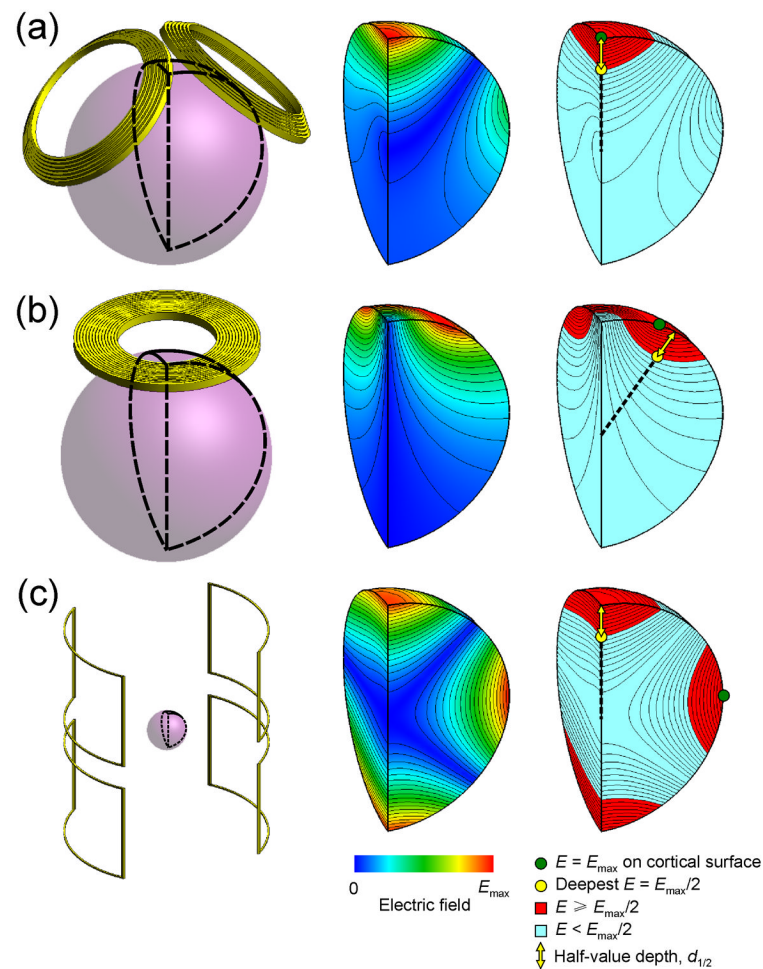 (a)
(b)
(c)
0
Emax
Electric field
E = Emax on cortical surface
Deepest E = Emax/2
E ⩾ Emax/2
E < Emax/2
Half-value depth, d1/2